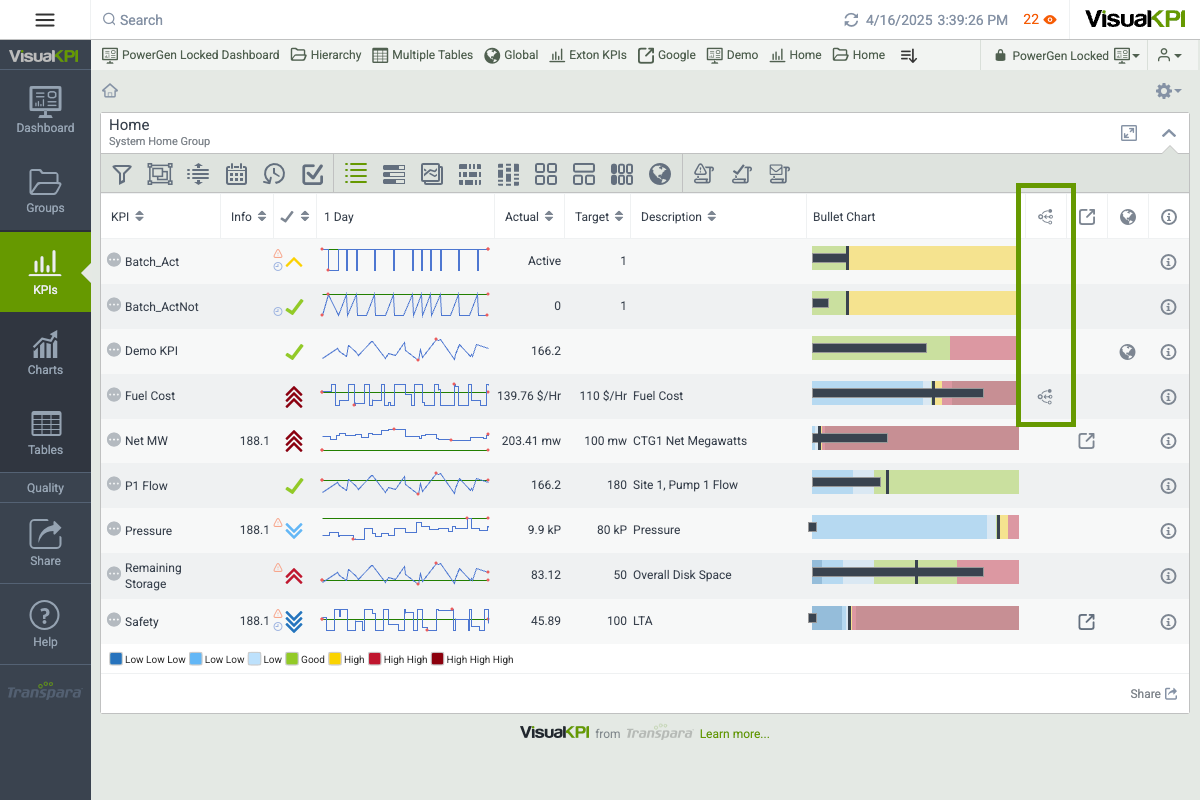 Search
4/16/2025 3:39:26 PM
22
VisualKPI
VisualKPI
PowerGen Locked Dashboard
Hierarchy
Multiple Tables
Global
Exton KPIs
Google
Demo
Home
Home
PowerGen Locked
Dashboard
Groups
KPIs
Charts
Tables
Quality
Share
Help
Transpara
Home
System Home Group
KPI Info 1 Day Actual Target Description Bullet Chart
Batch_Act Active 1
Batch_ActNot 0 1
Demo KPI 166.2
Fuel Cost 139.76 $/Hr 110 $/Hr Fuel Cost
Net MW 188.1 203.41 mw 100 mw CTG1 Net Megawatts
P1 Flow 166.2 180 Site 1, Pump 1 Flow
Pressure 188.1 9.9 kP 80 kP Pressure
Remaining
Storage 83.12 50 Overall Disk Space
Safety 188.1 45.89 100 LTA
Low Low Low Low Low Low Good High High High High High High
Share
VisualKPI from Transpara Learn more...